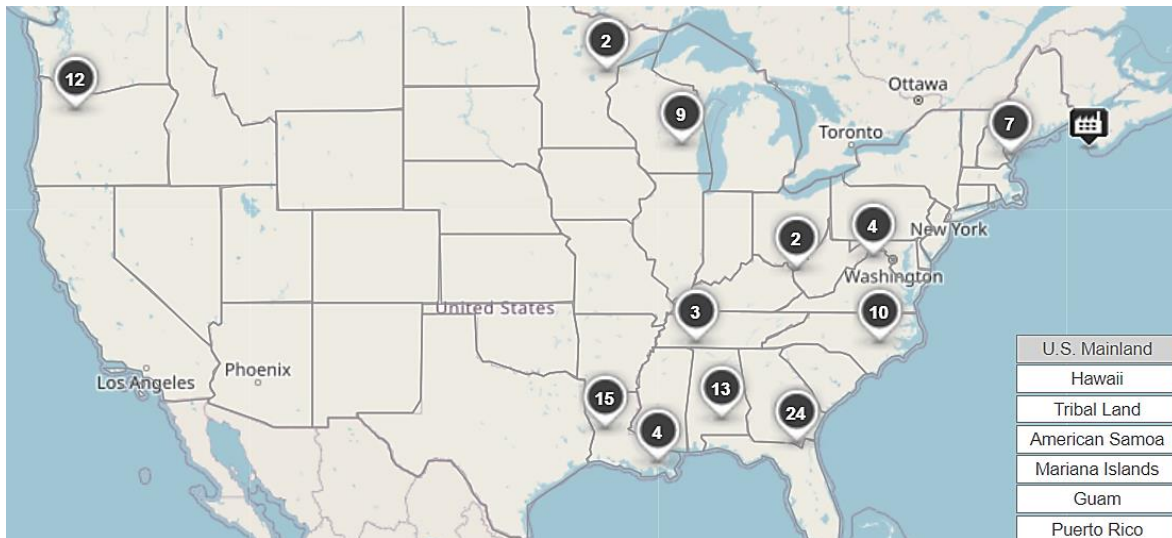 2
12
Ottawa
9
7
Toronto
4
New York
2
Washington
United States
3
10
U.S. Mainland
Phoenix
Los Angeles
Hawaii
13
15
24
Tribal Land
4
American Samoa
Mariana Islands
Guam
Puerto Rico